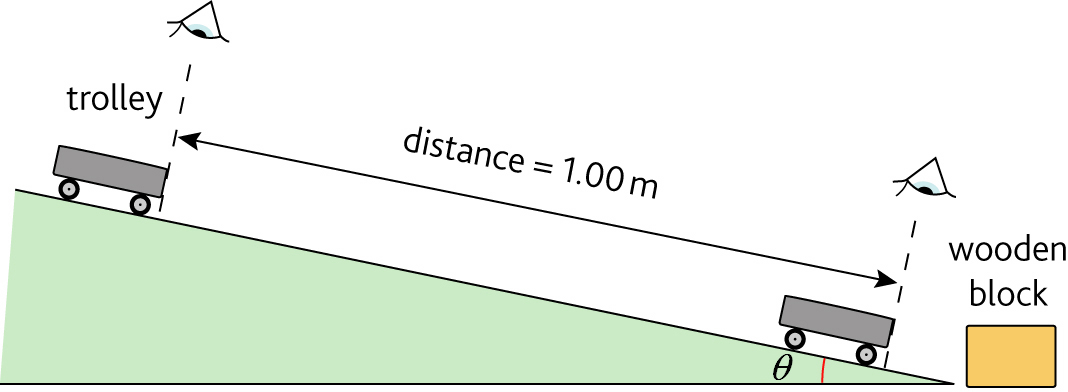 trolley
distance = 1.00 m
wooden
block
θ